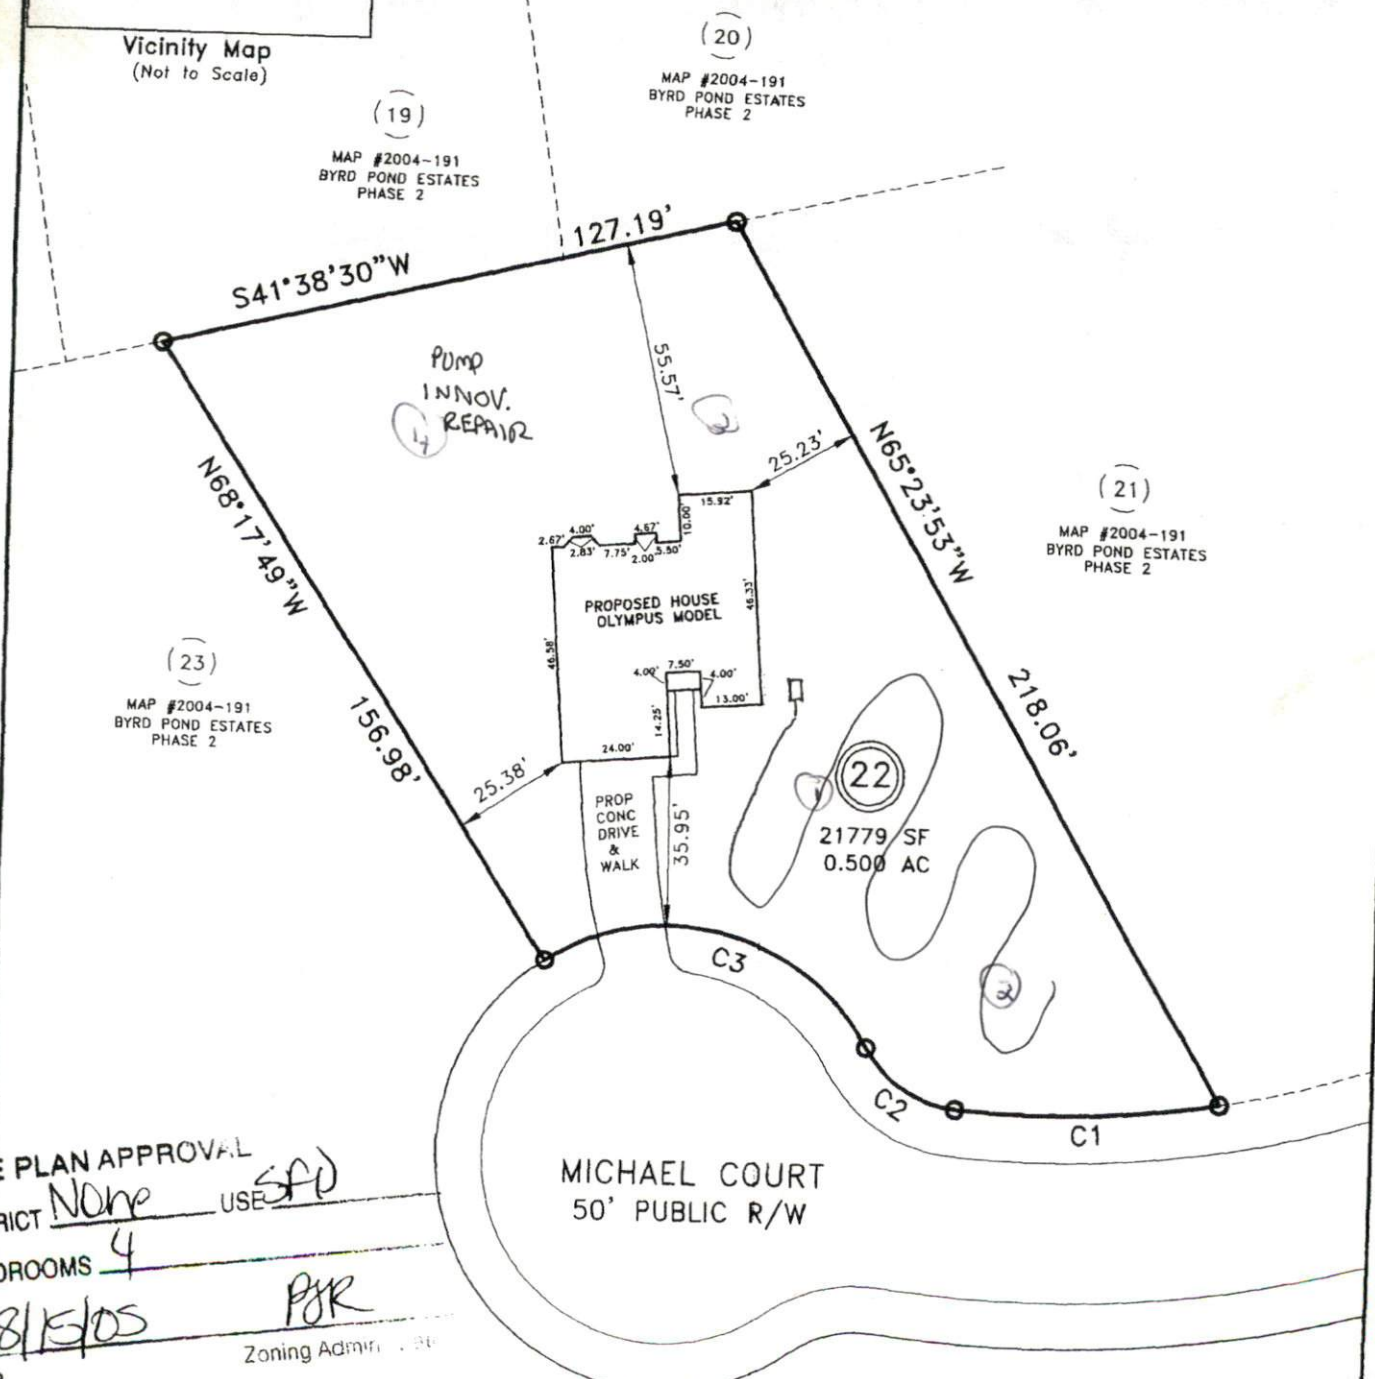 Vicinity Map
(Not to Scale)
(19)
MAP #2004-191
BYRD POND ESTATES
PHASE 2
(20)
MAP #2004-191
BYRD POND ESTATES
PHASE 2
S41°38'30"W
127.19'
PUMP
INNOV.
REPAIR
55.57'
25.23'
N65°23'53"W
218.06'
(21)
MAP #2004-191
BYRD POND ESTATES
PHASE 2
N68°17'49"W
156.98'
(23)
MAP #2004-191
BYRD POND ESTATES
PHASE 2
15.92'
10.00'
2.67'
4.00'
2.83'
7.75'
4.67'
2.00'
5.50'
PROPOSED HOUSE
OLYMPUS MODEL
46.58'
46.33'
4.00'
7.50'
4.00'
13.00'
14.25'
24.00'
25.38'
PROP
CONC
DRIVE
&
WALK
35.95'
1
22
21779 SF
0.500 AC
2
C3
C2
C1
MICHAEL COURT
50' PUBLIC R/W
E PLAN APPROVAL
RICT None USE SFD
DROOMS 4
8/15/05 PJR
Zoning Admin